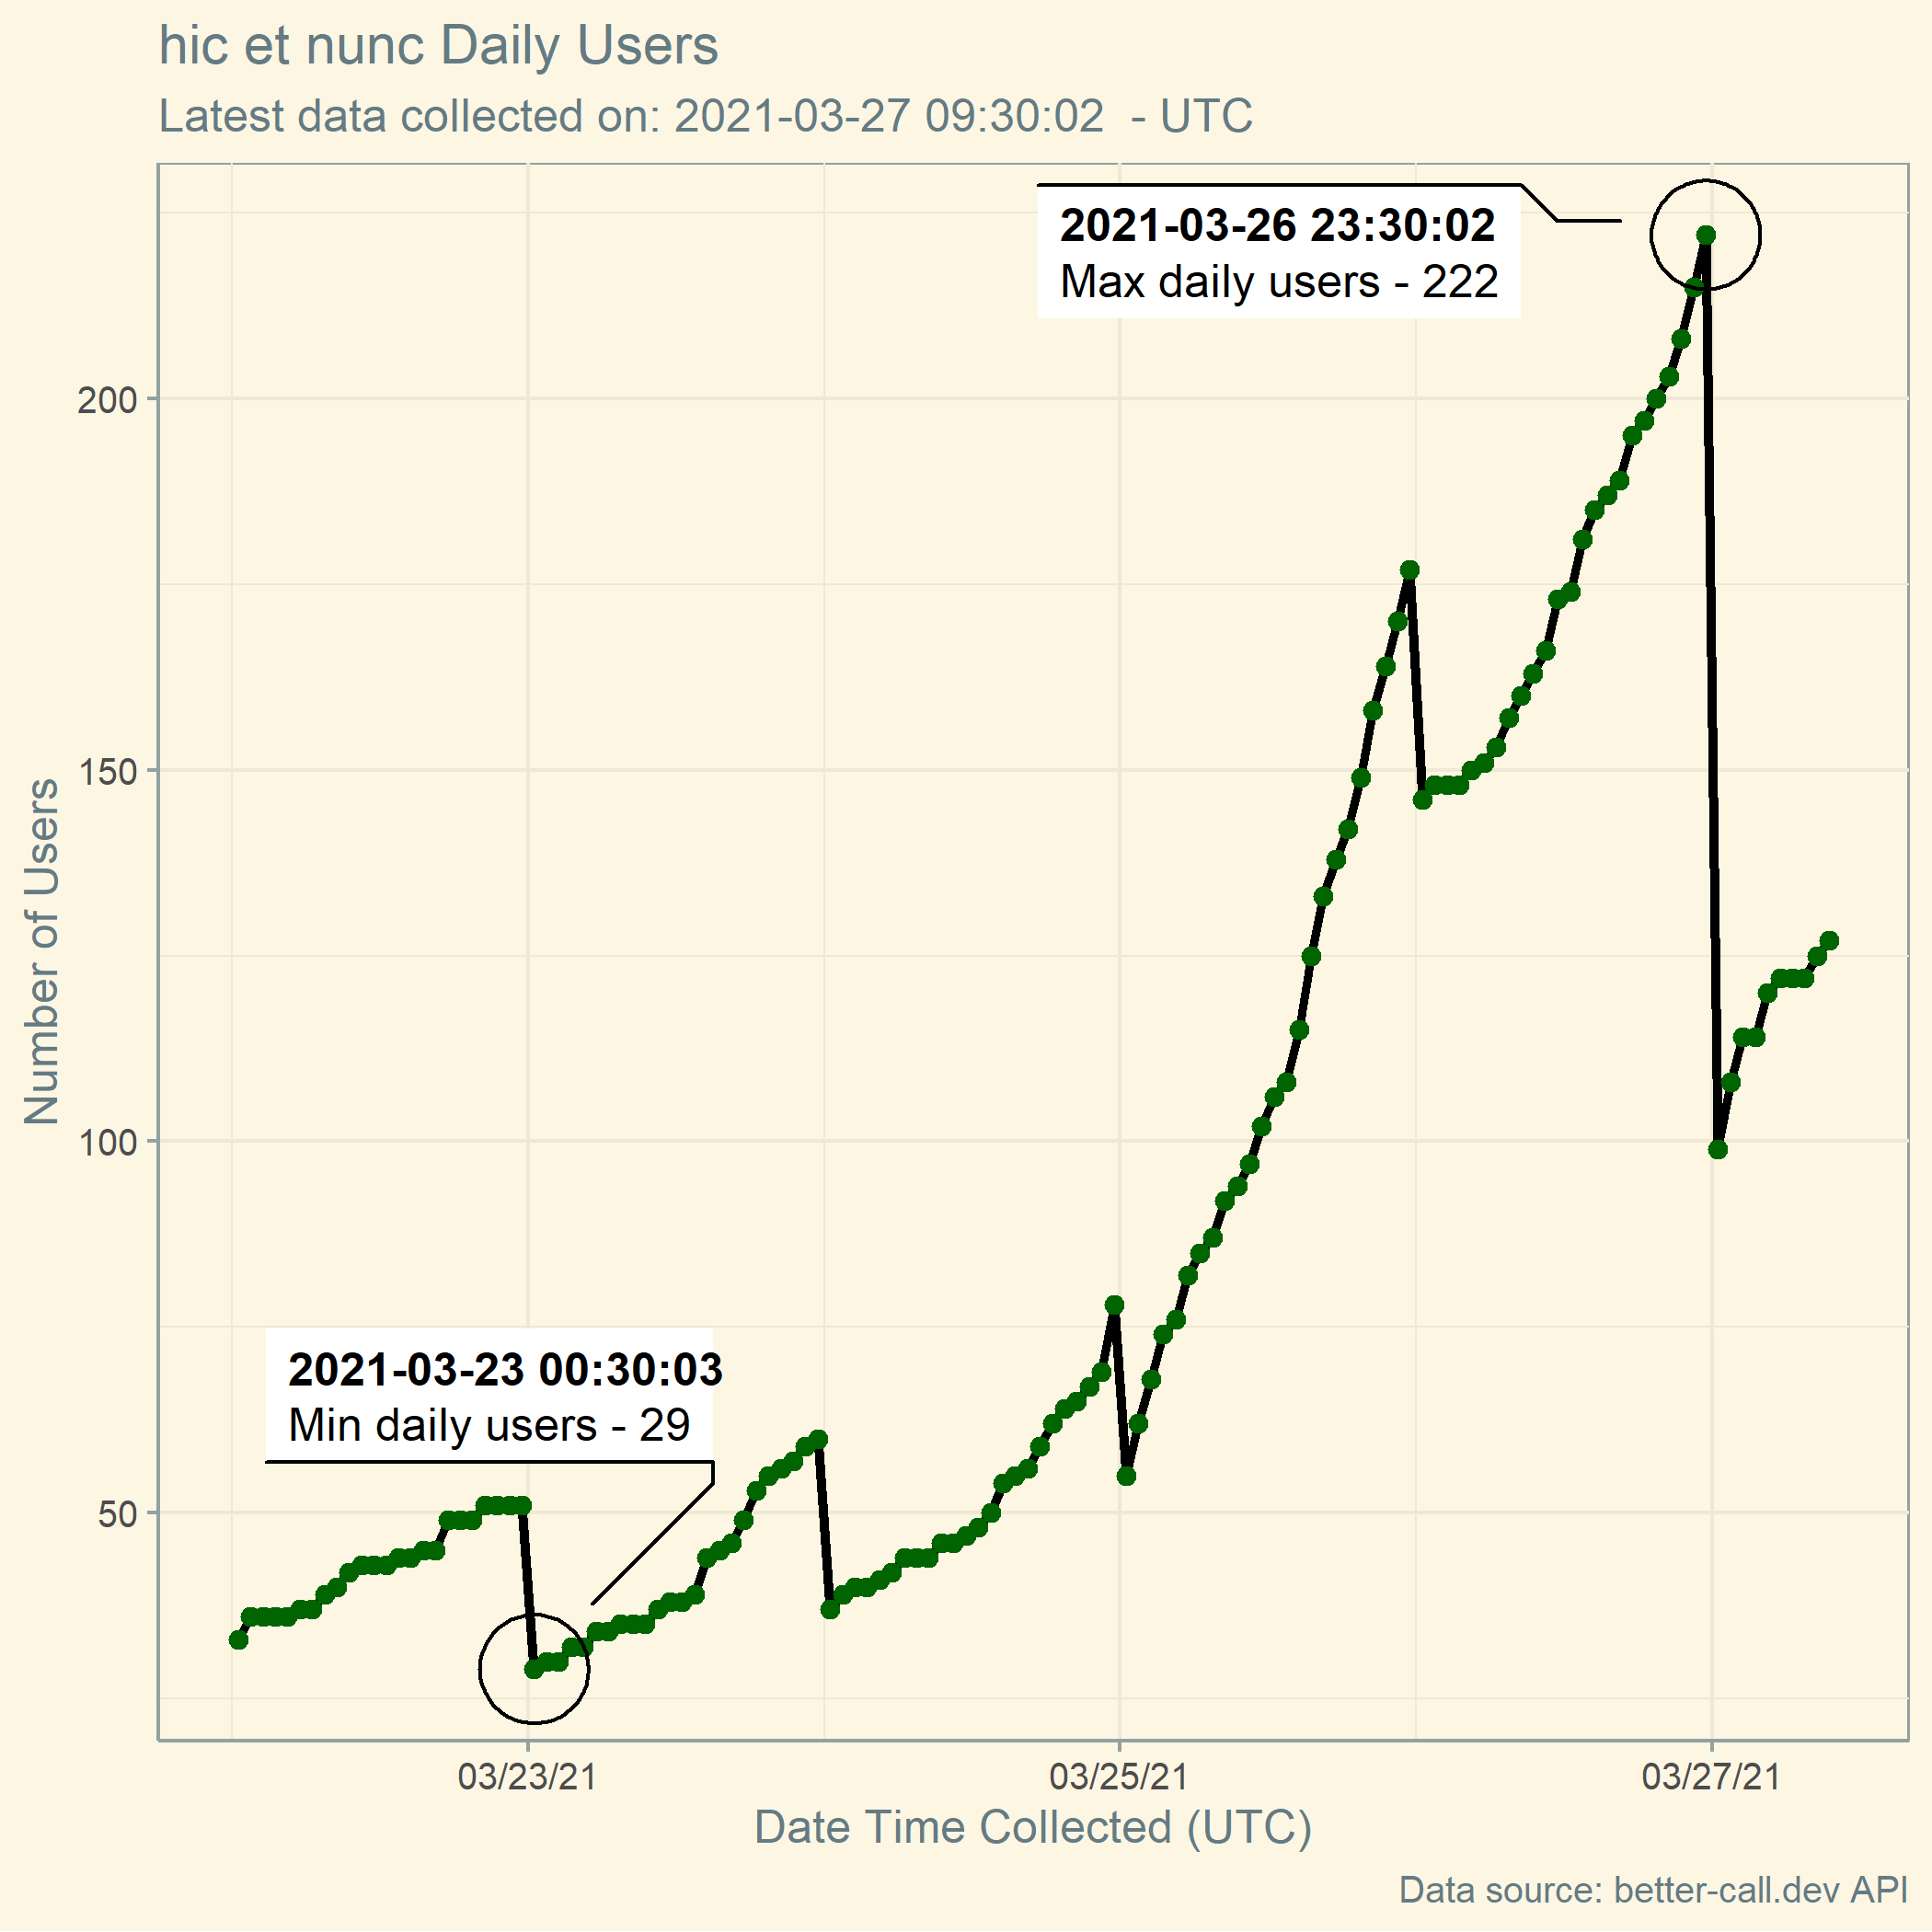 hic et nunc Daily Users
Latest data collected on: 2021-03-27 09:30:02  - UTC
2021-03-26 23:30:02
Max daily users - 222
200
150
100
50
Number of Users
2021-03-23 00:30:03
Min daily users - 29
03/23/21
03/25/21
03/27/21
Date Time Collected (UTC)
Data source: better-call.dev API